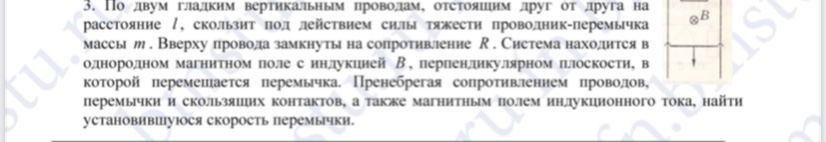 3. По двум гладким вертикальным проводам, отстоящим друг от друга на
расстояние l, скользит под действием силы тяжести проводник-перемычка
массы m. Вверху провода замкнуты на сопротивление R. Система находится в
однородном магнитном поле с индукцией B, перпендикулярном плоскости, в
которой перемещается перемычка. Пренебрегая сопротивлением проводов,
перемычки и скользящих контактов, а также магнитным полем индукционного тока, найти
установившуюся скорость перемычки.
⊗B